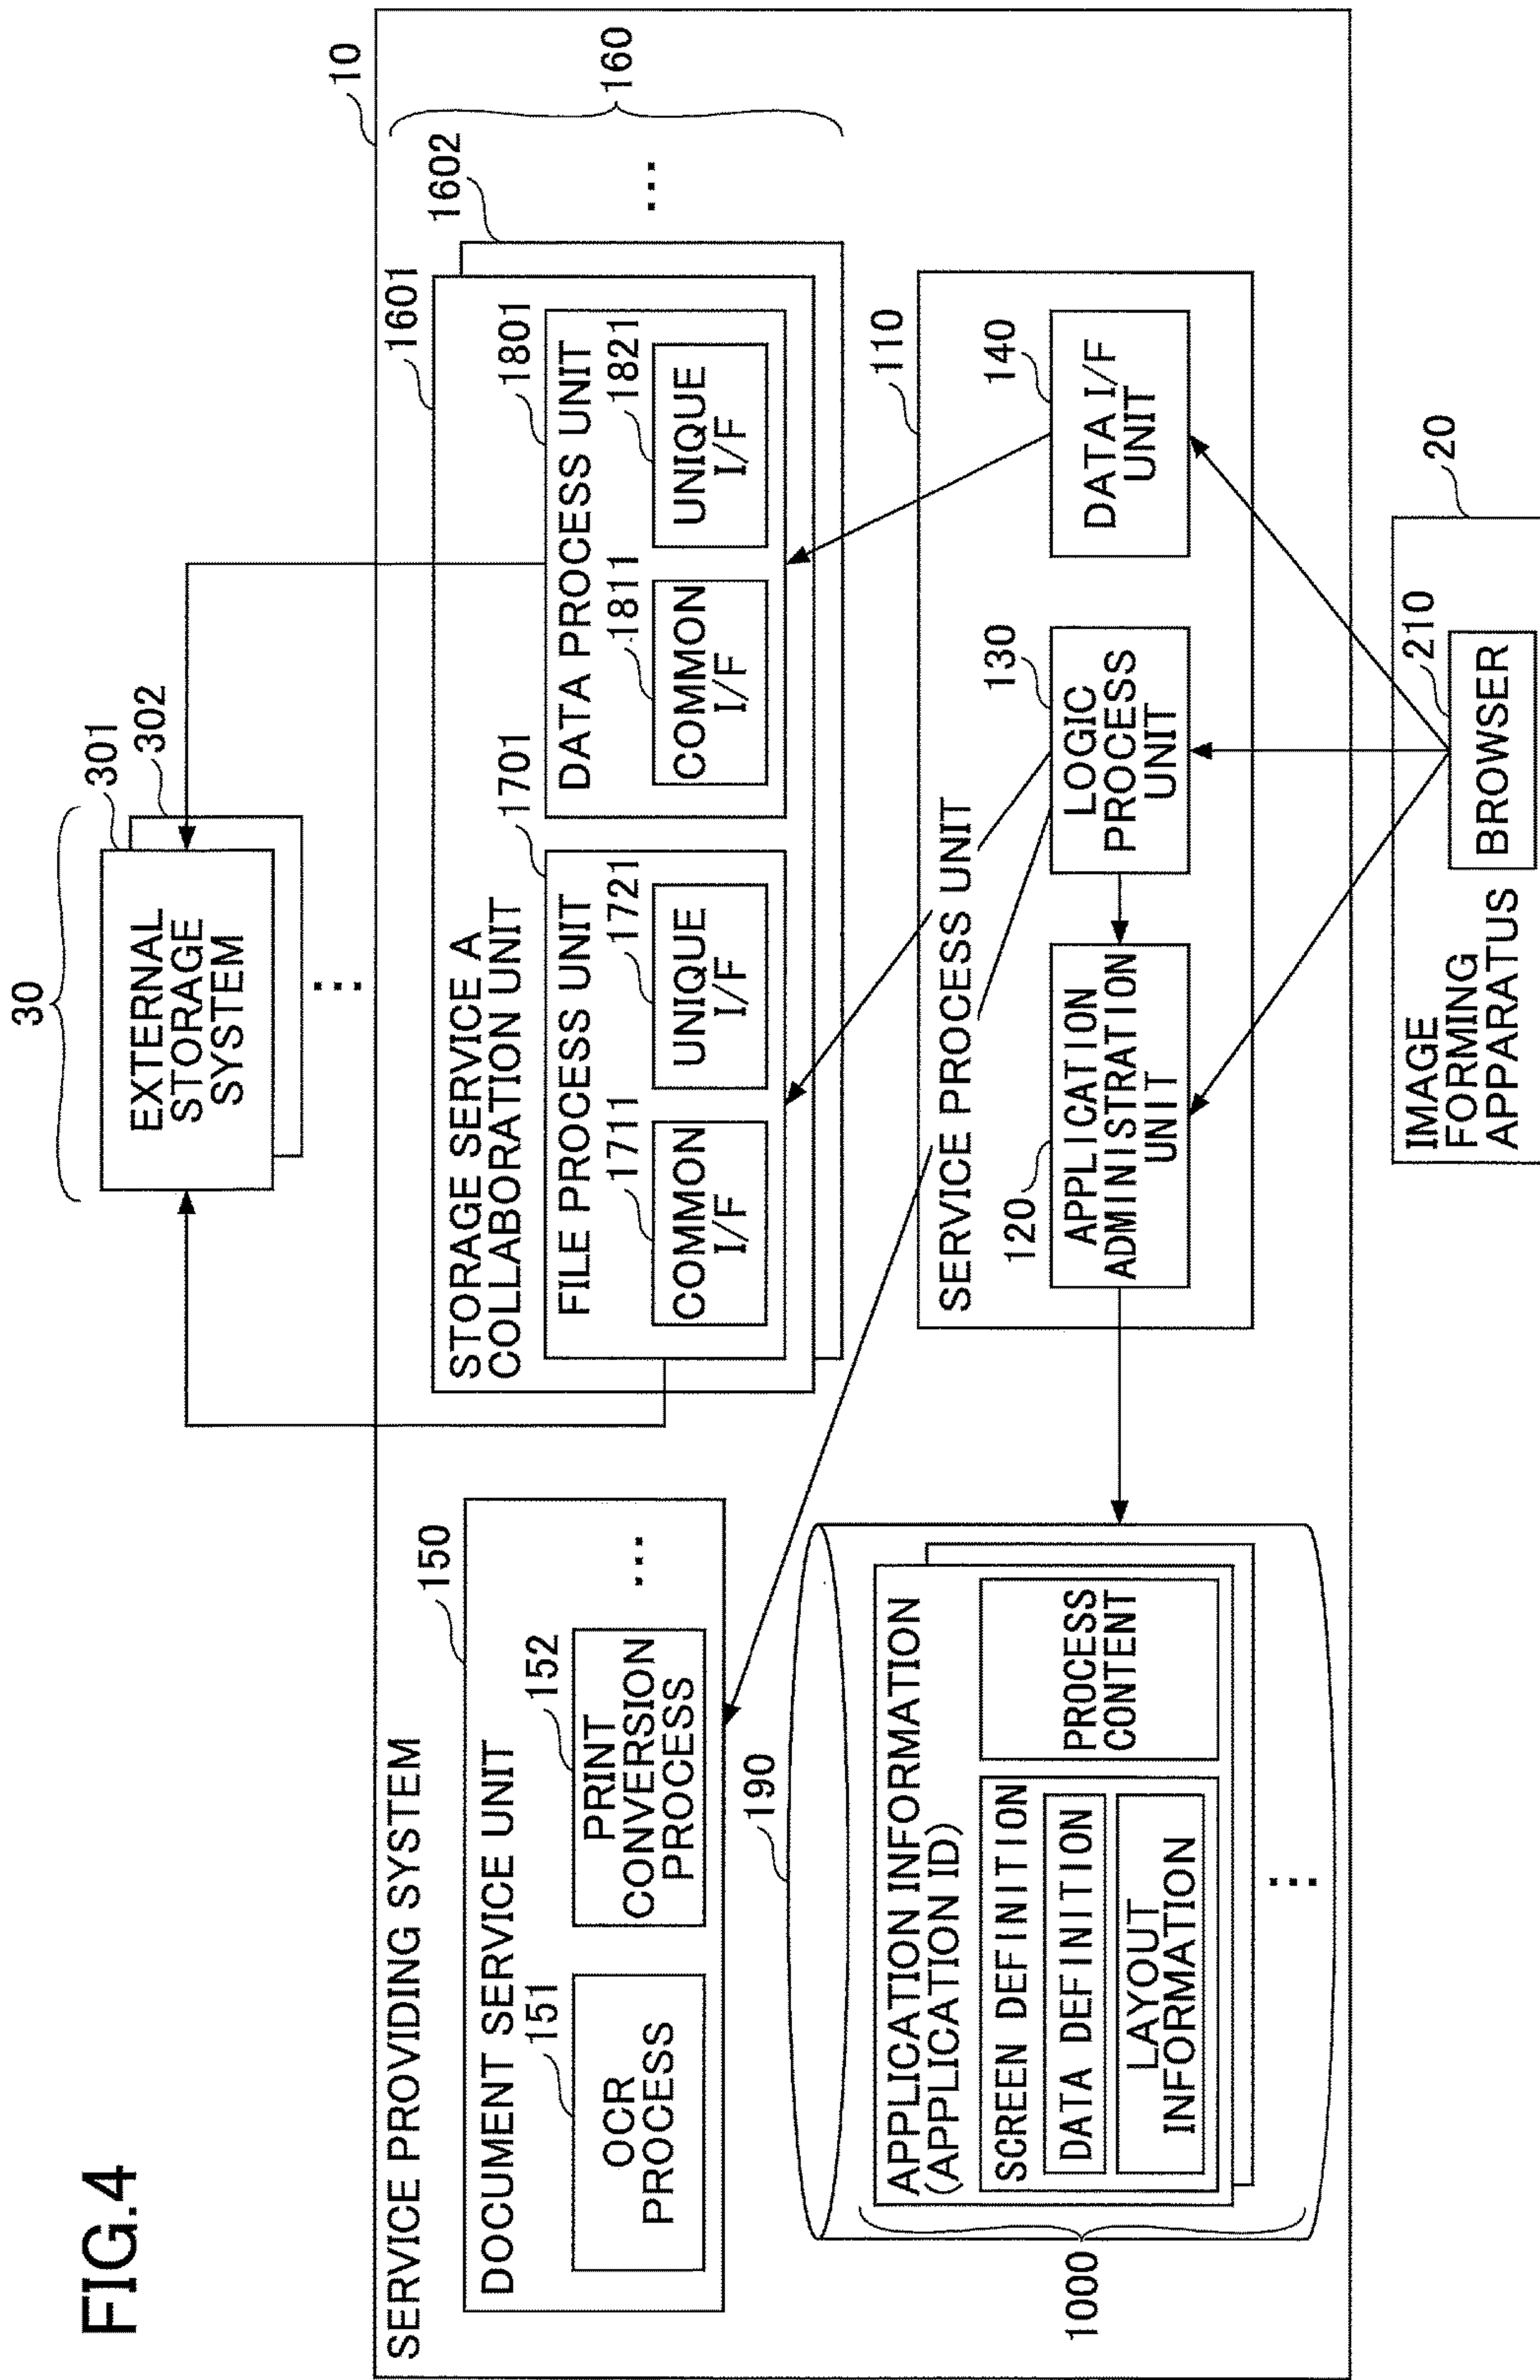 FIG.4
30
301
302
EXTERNAL
STORAGE
SYSTEM
...
10
SERVICE PROVIDING SYSTEM
150
DOCUMENT SERVICE UNIT
151
OCR
PROCESS
152
PRINT
CONVERSION
PROCESS
...
160
1601
1602
...
STORAGE SERVICE A
COLLABORATION UNIT
1701
FILE PROCESS UNIT
1711
COMMON
I/F
1721
UNIQUE
I/F
1801
DATA PROCESS UNIT
1811
COMMON
I/F
1821
UNIQUE
I/F
190
APPLICATION INFORMATION
(APPLICATION ID)
SCREEN DEFINITION
DATA DEFINITION
LAYOUT
INFORMATION
PROCESS
CONTENT
...
1000
110
SERVICE PROCESS UNIT
120
APPLICATION
ADMINISTRATION
UNIT
130
LOGIC
PROCESS
UNIT
140
DATA I/F
UNIT
20
IMAGE
FORMING
APPARATUS
210
BROWSER